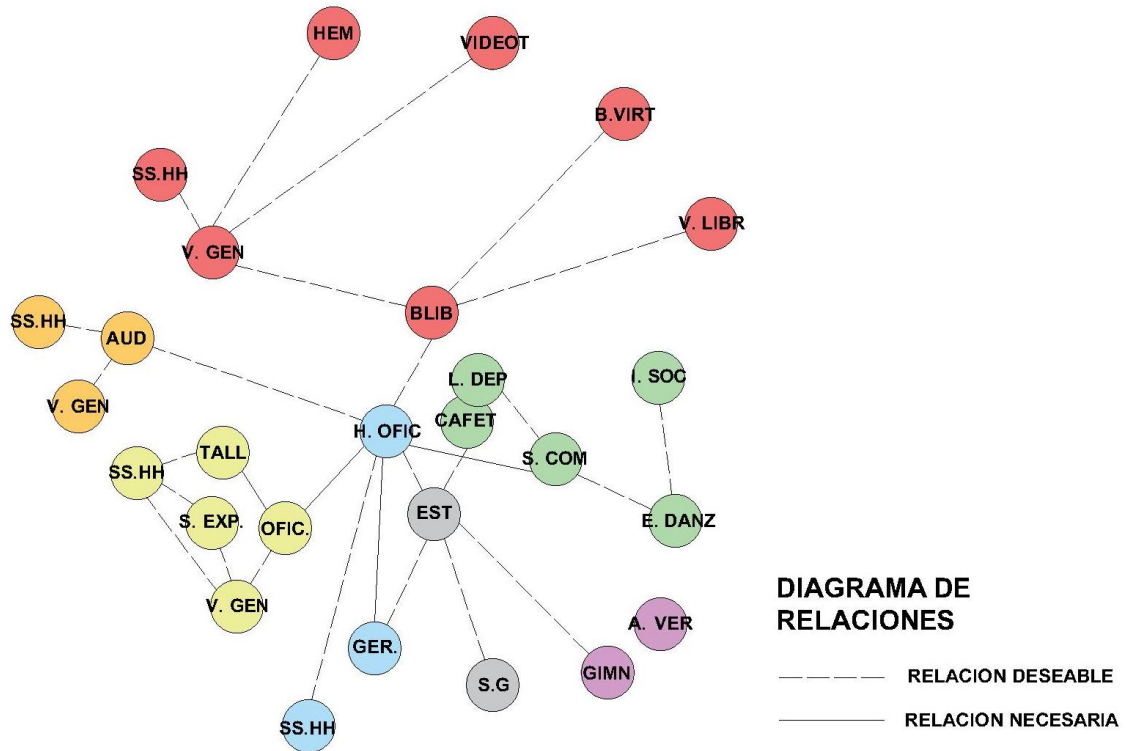 HEM
VIDEOT
B.VIRT
SS.HH
V. LIBR
V. GEN
BLIB
SS.HH
AUD
V. GEN
L. DEP
I. SOC
CAFET
H. OFIC
S. COM
TALL
SS.HH
S. EXP.
OFIC.
EST
E. DANZ
V. GEN
A. VER
GER.
GIMN
S.G
SS.HH
DIAGRAMA DE
RELACIONES
RELACION DESEABLE
RELACION NECESARIA